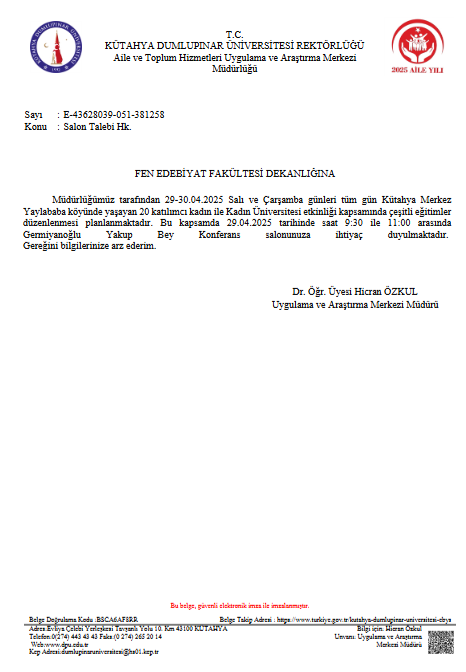 T.C.
KÜTAHYA DUMLUPINAR ÜNİVERSİTESİ REKTÖRLÜĞÜ
Aile ve Toplum Hizmetleri Uygulama ve Araştırma Merkezi
Müdürlüğü
KÜTAHYA DUMLUPINAR ÜNİVERSİTESİ
1992
2025 AİLE YILI
Sayı : E-43628039-051-381258
Konu : Salon Talebi Hk.
FEN EDEBİYAT FAKÜLTESİ DEKANLIĞINA
Müdürlüğümüz tarafından 29-30.04.2025 Salı ve Çarşamba günleri tüm gün Kütahya Merkez
Yaylababa köyünde yaşayan 20 katılımcı kadın ile Kadın Üniversitesi etkinliği kapsamında çeşitli eğitimler
düzenlenmesi planlanmaktadır. Bu kapsamda 29.04.2025 tarihinde saat 9:30 ile 11:00 arasında
Germiyanoğlu Yakup Bey Konferans salonunuza ihtiyaç duyulmaktadır.
Gereğini bilgilerinize arz ederim.
Dr. Öğr. Üyesi Hicran ÖZKUL
Uygulama ve Araştırma Merkezi Müdürü
Bu belge, güvenli elektronik imza ile imzalanmıştır.
Belge Doğrulama Kodu :BSCA6AF8RR Belge Takip Adresi : https://www.turkiye.gov.tr/kutahya-dumlupinar-universitesi-ebys
Adres:Evliya Çelebi Yerleşkesi Tavşanlı Yolu 10. Km.43100 KÜTAHYA Bilgi için: Hicran Özkul
Telefon:0(274) 443 43 43 Faks:(0 274) 265 20 14 Unvanı: Uygulama ve Araştırma
Web:www.dpu.edu.tr Merkezi Müdürü
Kep Adresi:dumlupinaruniversitesi@hs01.kep.tr